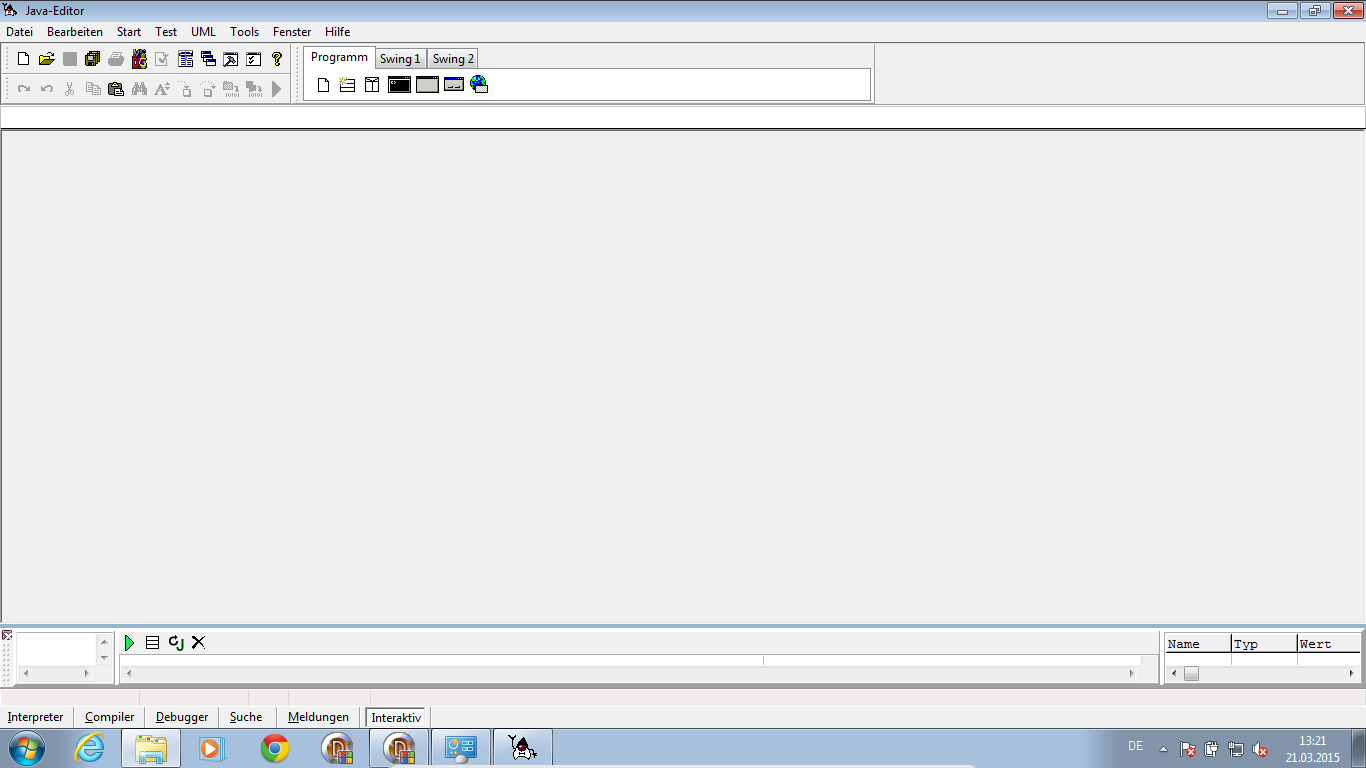 Java-Editor
Datei Bearbeiten Start Test UML Tools Fenster Hilfe
Programm Swing 1 Swing 2
Name Typ Wert
Interpreter Compiler Debugger Suche Meldungen Interaktiv
DE 13:21
21.03.2015